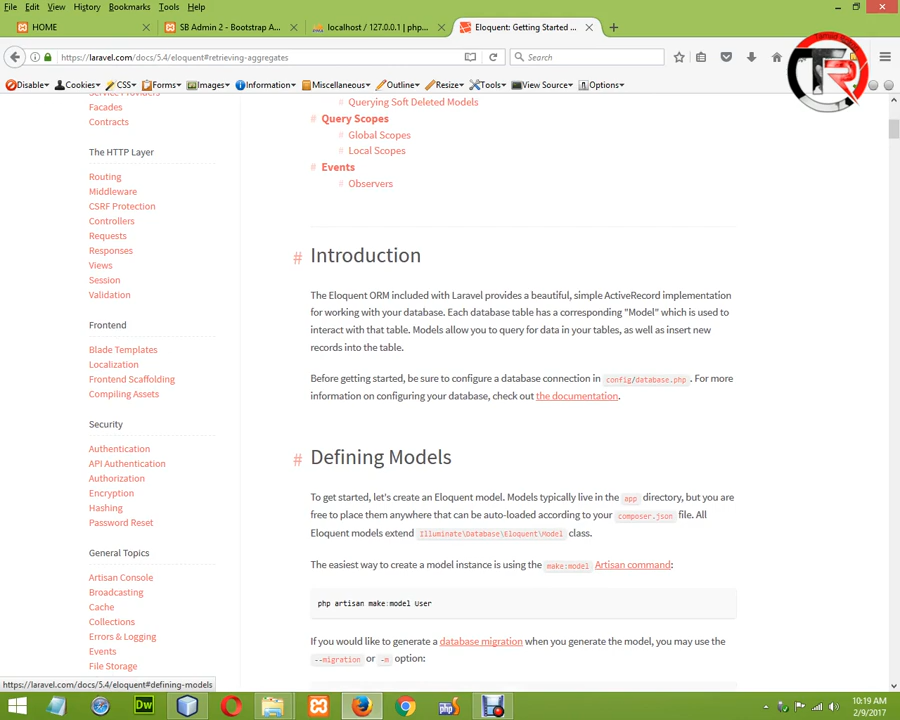 File Edit View History Bookmarks Tools Help
HOME
SB Admin 2 - Bootstrap A...
localhost / 127.0.0.1 | php...
Eloquent: Getting Started ...
https://laravel.com/docs/5.4/eloquent#retrieving-aggregates
Search
Disable Cookies CSS Forms Images Information Miscellaneous Outline Resize Tools View Source Options
Service Providers
Facades
Contracts
The HTTP Layer
Routing
Middleware
CSRF Protection
Controllers
Requests
Responses
Views
Session
Validation
Frontend
Blade Templates
Localization
Frontend Scaffolding
Compiling Assets
Security
Authentication
API Authentication
Authorization
Encryption
Hashing
Password Reset
General Topics
Artisan Console
Broadcasting
Cache
Collections
Errors & Logging
Events
File Storage
# Querying Soft Deleted Models
# Query Scopes
# Global Scopes
# Local Scopes
# Events
# Observers
# Introduction
The Eloquent ORM included with Laravel provides a beautiful, simple ActiveRecord implementation
for working with your database. Each database table has a corresponding "Model" which is used to
interact with that table. Models allow you to query for data in your tables, as well as insert new
records into the table.
Before getting started, be sure to configure a database connection in config/database.php. For more
information on configuring your database, check out the documentation.
# Defining Models
To get started, let's create an Eloquent model. Models typically live in the app directory, but you are
free to place them anywhere that can be auto-loaded according to your composer.json file. All
Eloquent models extend Illuminate\Database\Eloquent\Model class.
The easiest way to create a model instance is using the make:model Artisan command:
php artisan make:model User
If you would like to generate a database migration when you generate the model, you may use the
--migration or -m option:
https://laravel.com/docs/5.4/eloquent#defining-models
Dw
10:19 AM
2/9/2017